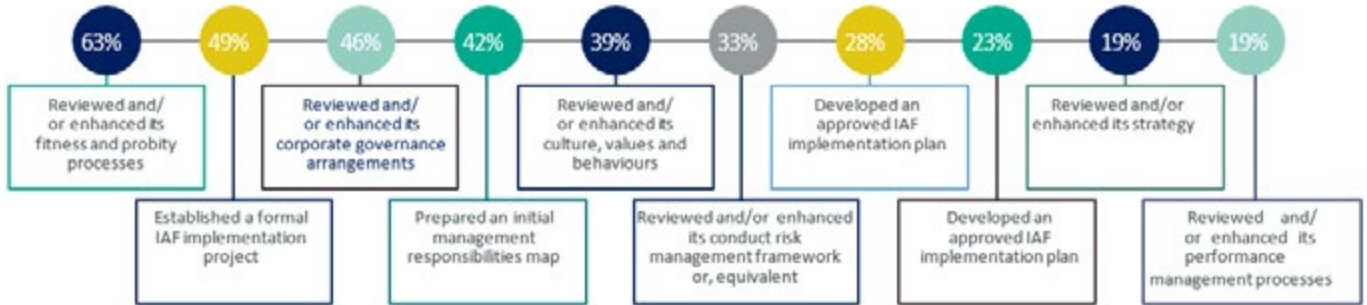 63%
49%
46%
42%
39%
33%
28%
23%
19%
19%
Reviewed and/
or enhanced its
fitness and probity
processes
Established a formal
IAF implementation
project
Reviewed and/
or enhanced its
corporate governance
arrangements
Prepared an initial
management
responsibilities map
Reviewed and/
or enhanced its
culture, values and
behaviours
Reviewed and/or enhanced
its conduct risk
management framework
or, equivalent
Developed an
approved IAF
implementation plan
Developed an
approved IAF
implementation plan
Reviewed and/or
enhanced its strategy
Reviewed and/
or enhanced its
performance
management processes